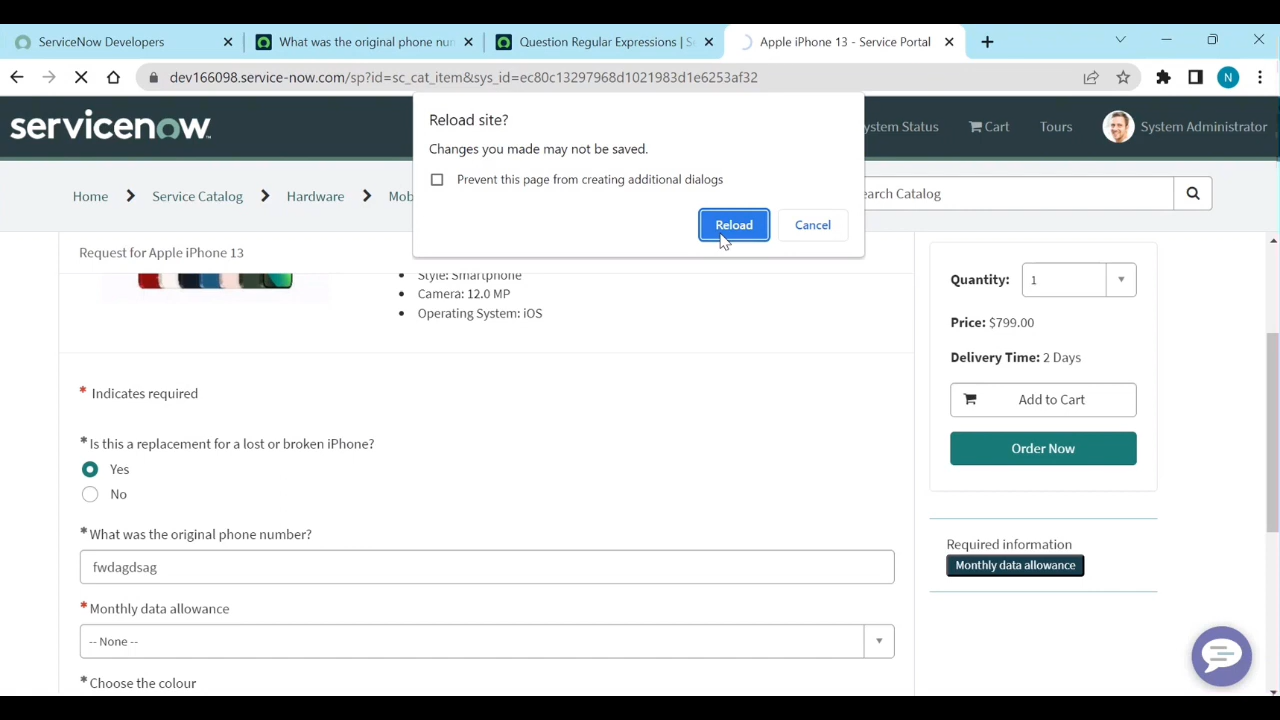 ServiceNow Developers
What was the original phone nu
Question Regular Expressions | S
Apple iPhone 13 - Service Portal
dev166098.service-now.com/sp?id=sc_cat_item&sys_id=ec80c13297968d1021983d1e6253af32
N
servicenow
ystem Status
Cart
Tours
System Administrator
Reload site?
Changes you made may not be saved.
Prevent this page from creating additional dialogs
Reload
Cancel
Home
Service Catalog
Hardware
Mob
earch Catalog
Request for Apple iPhone 13
Style: Smartphone
Camera: 12.0 MP
Operating System: iOS
Quantity: 1
Price: $799.00
Delivery Time: 2 Days
Add to Cart
Order Now
* Indicates required
* Is this a replacement for a lost or broken iPhone?
Yes
No
* What was the original phone number?
fwdagdsag
* Monthly data allowance
-- None --
* Choose the colour
Required information
Monthly data allowance